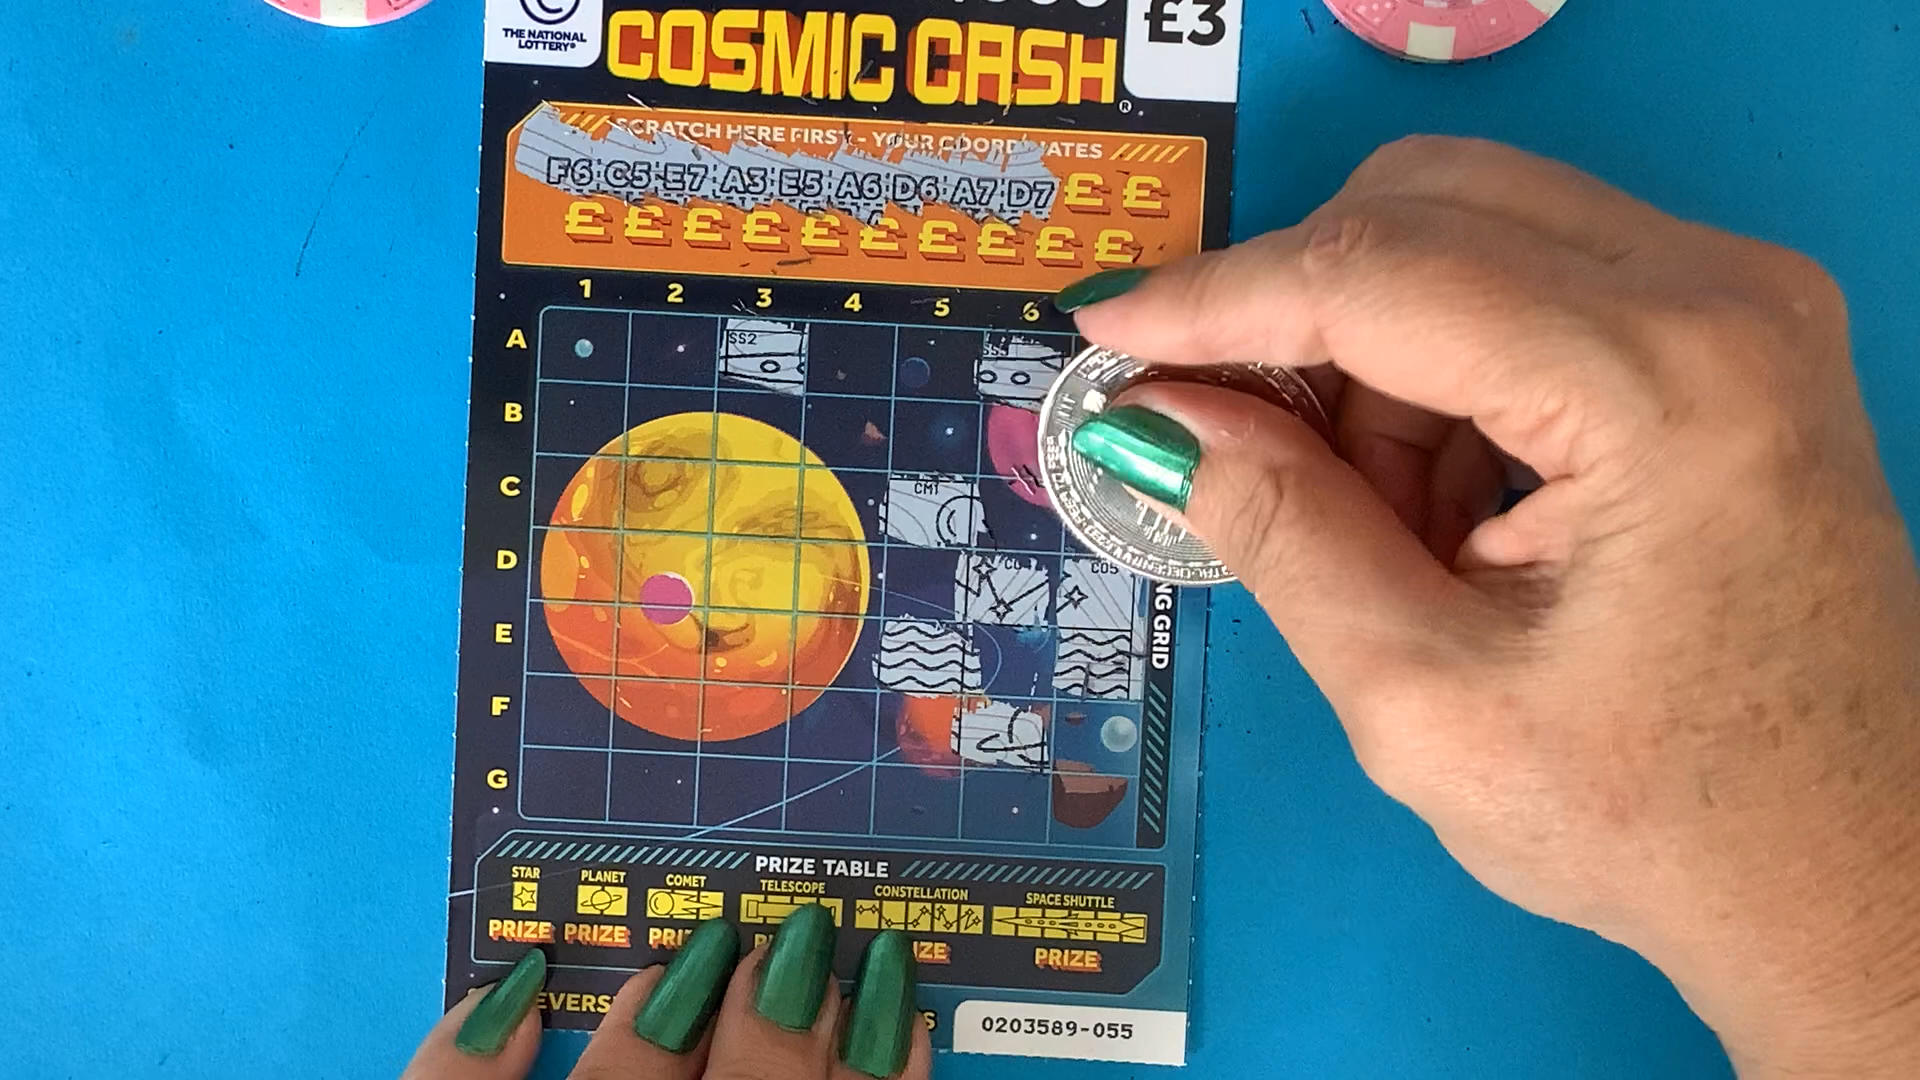 £3
THE NATIONAL
LOTTERY®
COSMIC CASH®
SCRATCH HERE FIRST - YOUR COORDINATES
F6 C5 E7 A3 E5 A6 D6 A7 D7 £ £
£ £ £ £ £ £ £ £ £ £
1 2 3 4 5 6
A
SS2
B
C
CM1
D
CO5
E
GRID
F
G
PRIZE TABLE
STAR PLANET COMET TELESCOPE CONSTELLATION SPACE SHUTTLE
PRIZE PRIZE PRIZE
0203589-055